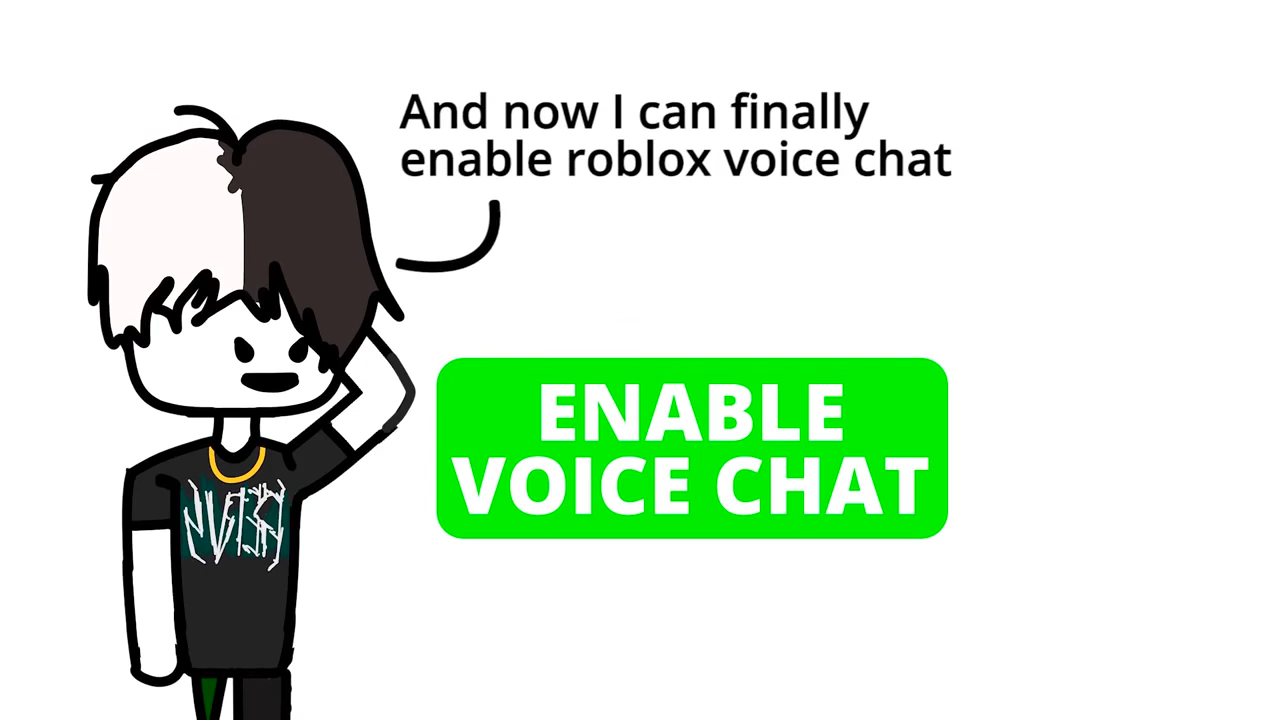 And now I can finally
enable roblox voice chat
ENABLE
VOICE CHAT